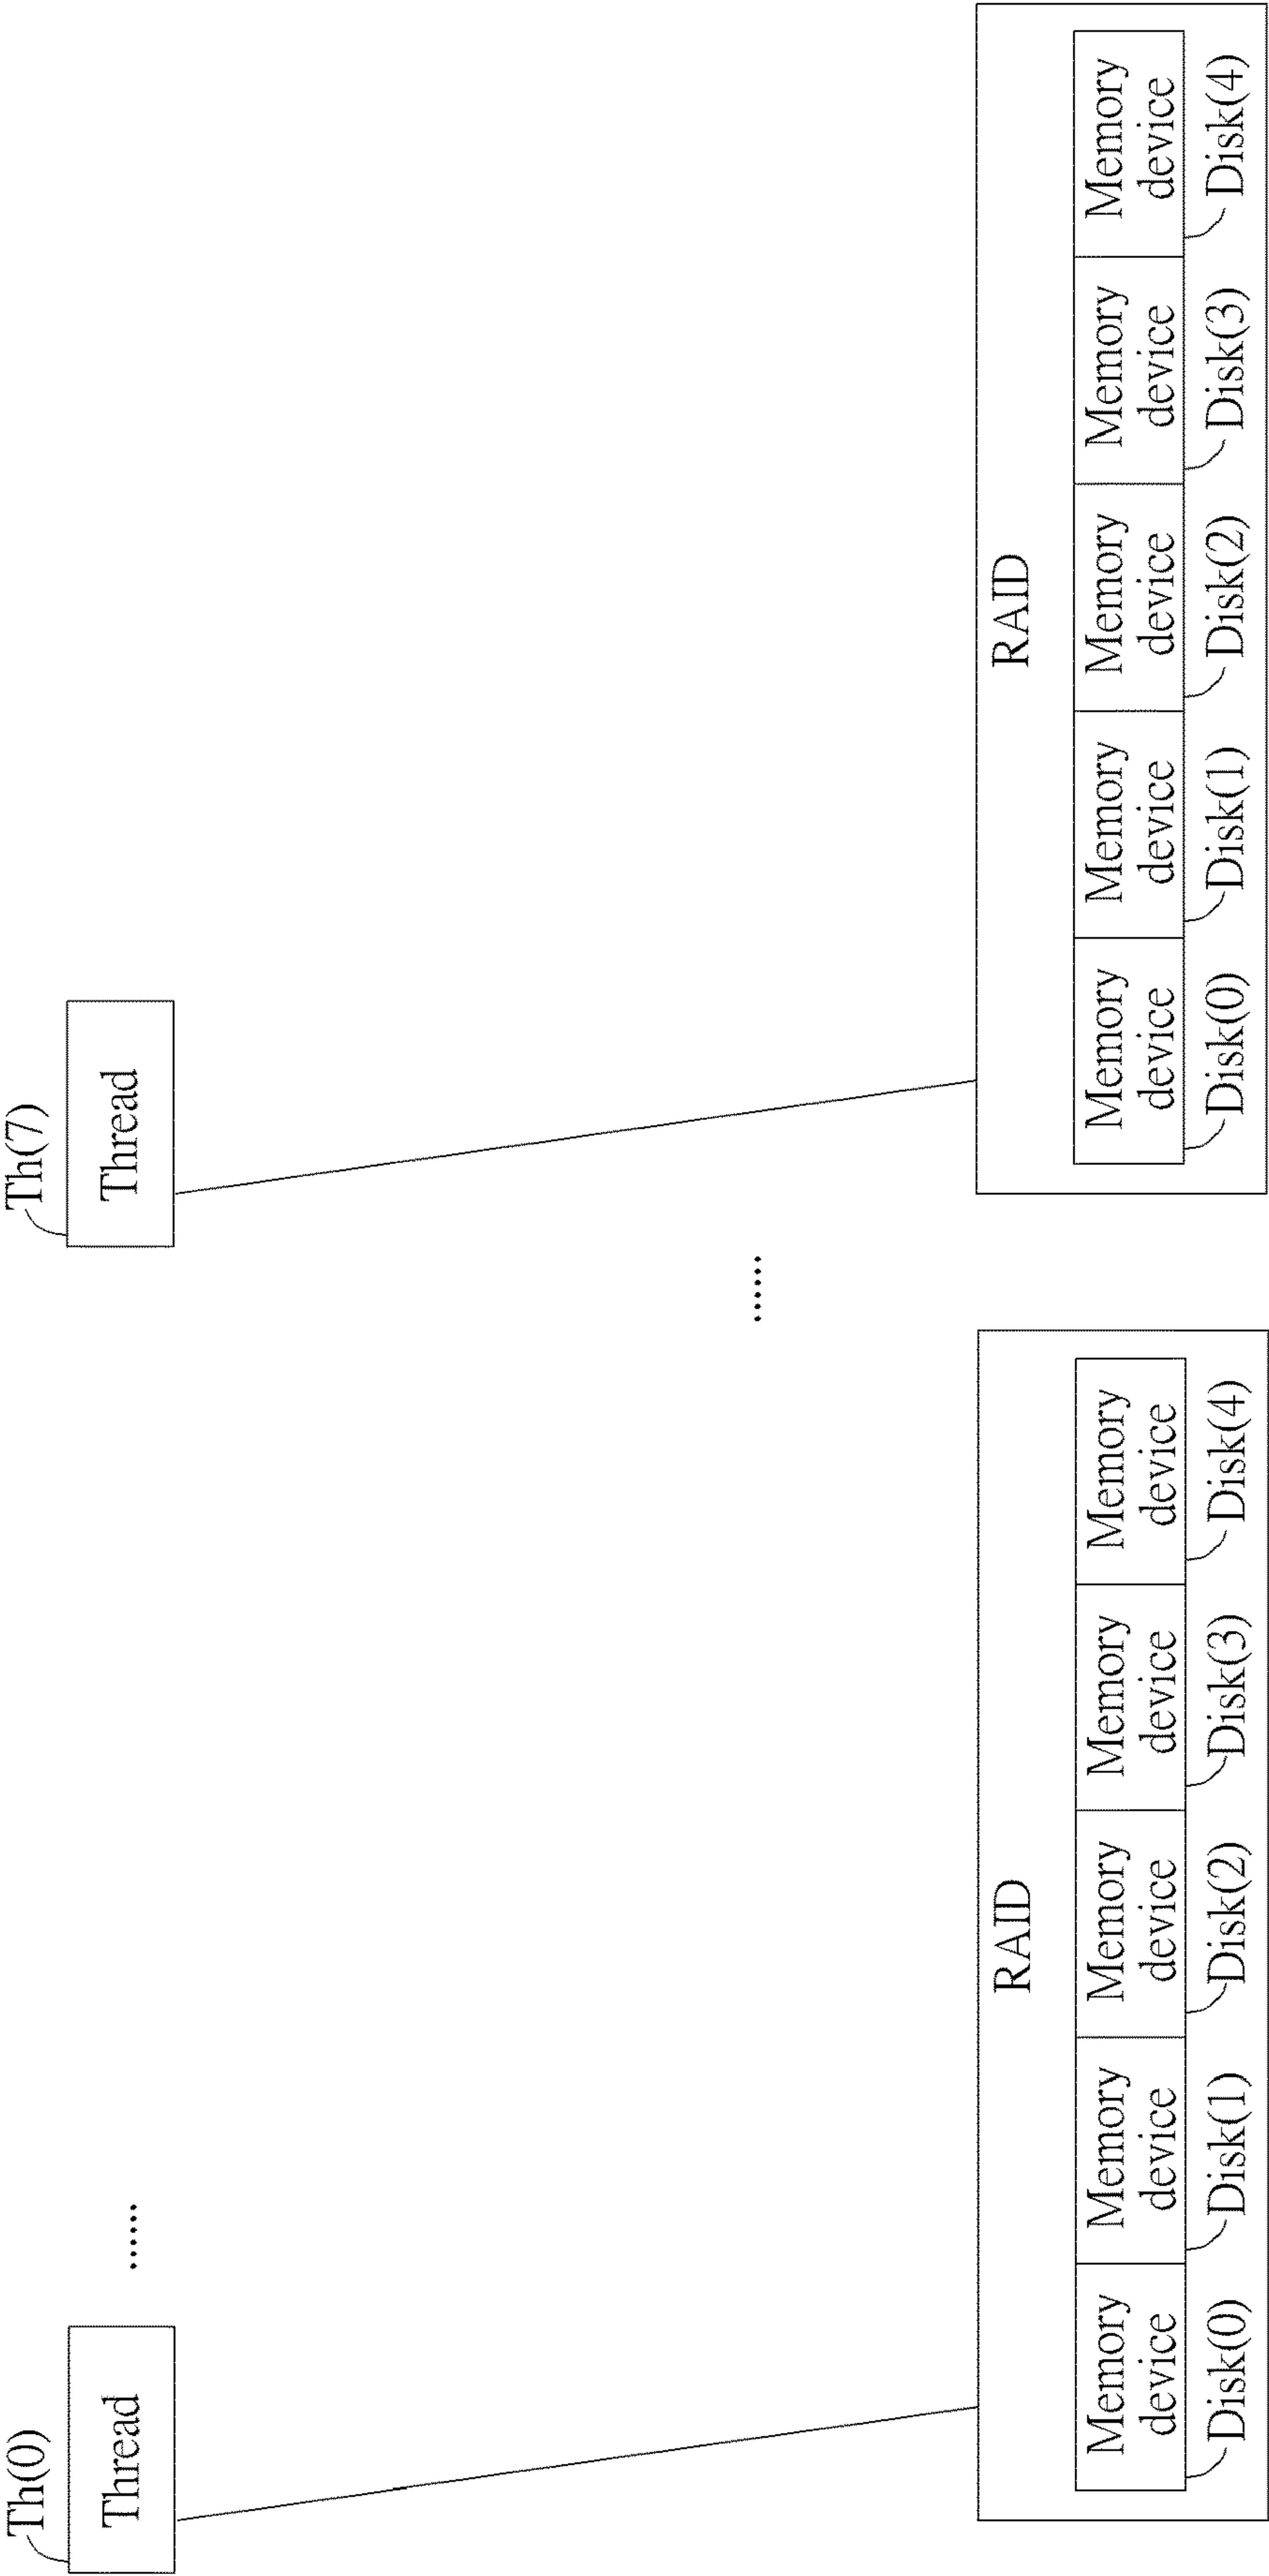 Th(0)
Thread
......
Th(7)
Thread
......
RAID
Memory
device
Memory
device
Memory
device
Memory
device
Memory
device
Disk(0)
Disk(1)
Disk(2)
Disk(3)
Disk(4)
RAID
Memory
device
Memory
device
Memory
device
Memory
device
Memory
device
Disk(0)
Disk(1)
Disk(2)
Disk(3)
Disk(4)